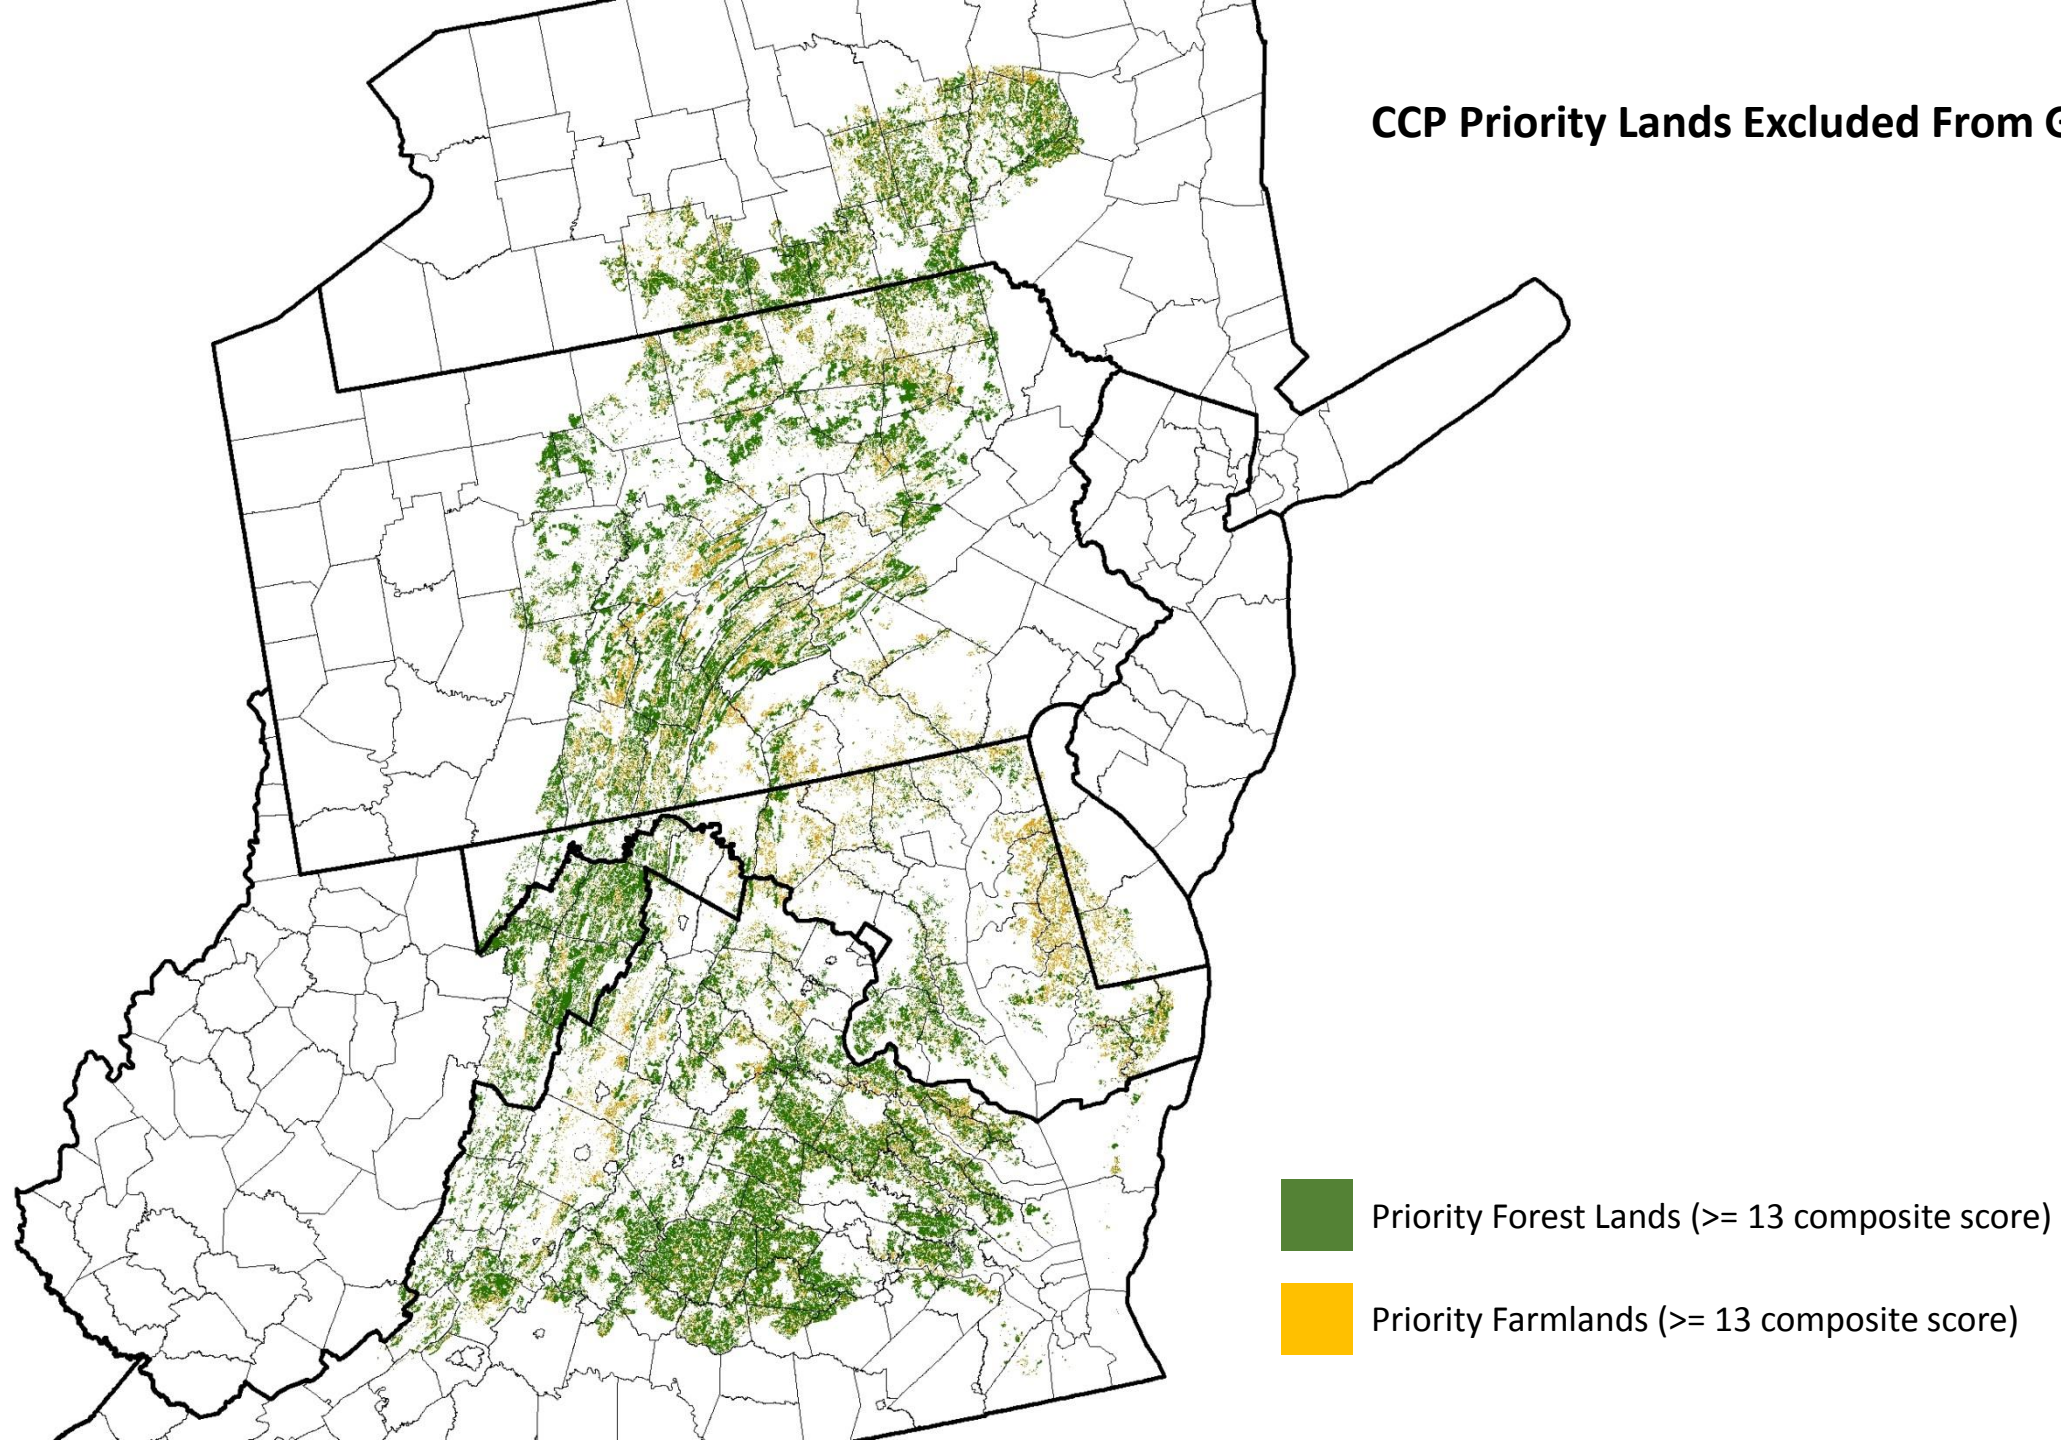 CCP Priority Lands Excluded From
Priority Forest Lands (>= 13 composite score)
Priority Farmlands (>= 13 composite score)